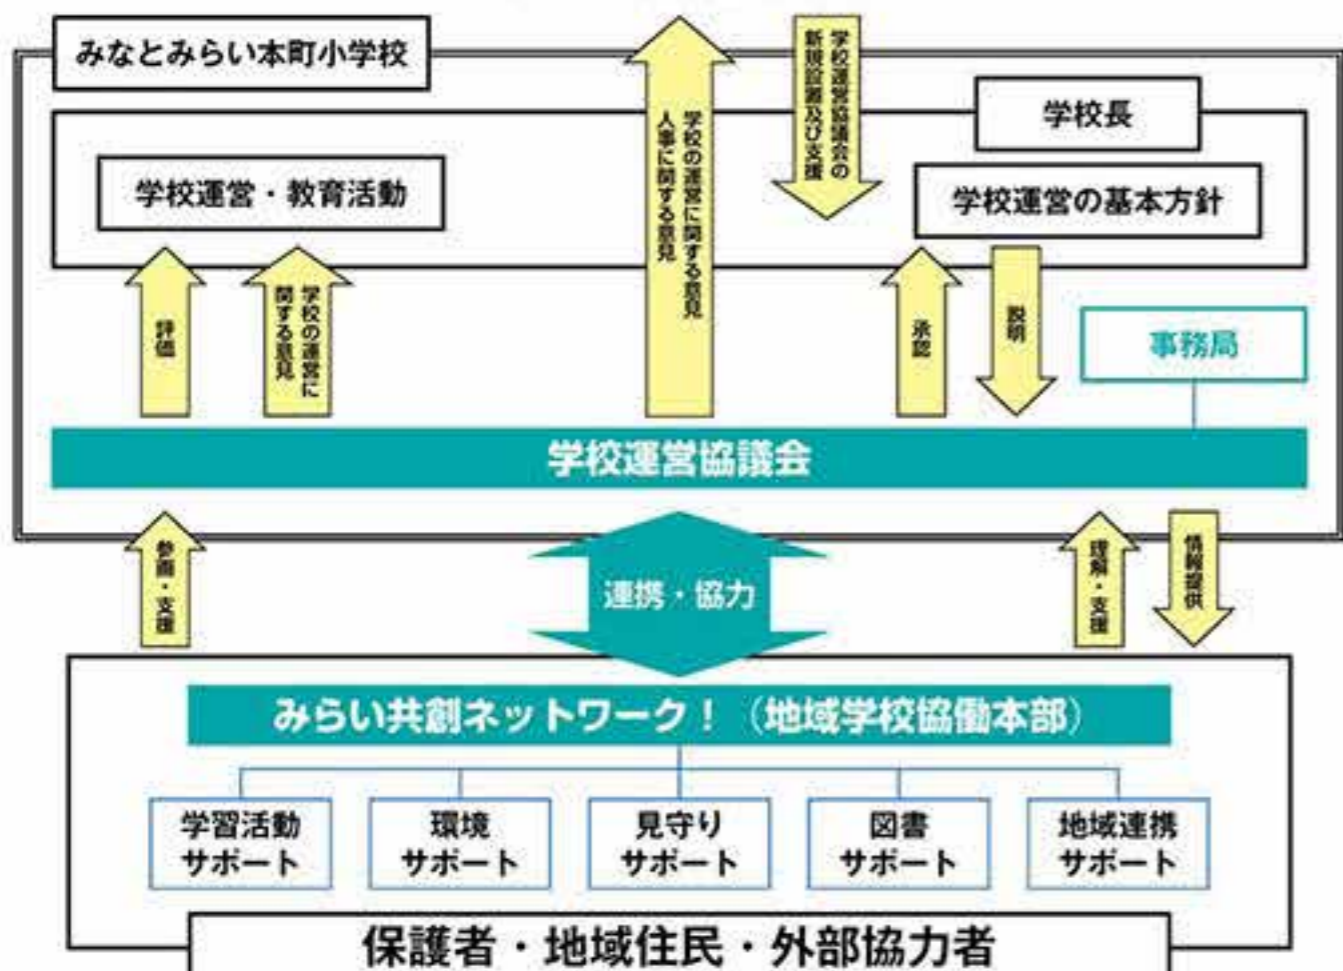 みなとみらい本町小学校
学校長
学校運営・教育活動
学校運営の基本方針
学校の運営に関する意見
人事に関する意見
学校運営協議会の
新規設置及び支援
評価
学校の運営に
関する意見
承認
説明
事務局
学校運営協議会
参画・支援
連携・協力
理解・支援
情報提供
みらい共創ネットワーク！（地域学校協働本部）
学習活動
サポート
環境
サポート
見守り
サポート
図書
サポート
地域連携
サポート
保護者・地域住民・外部協力者